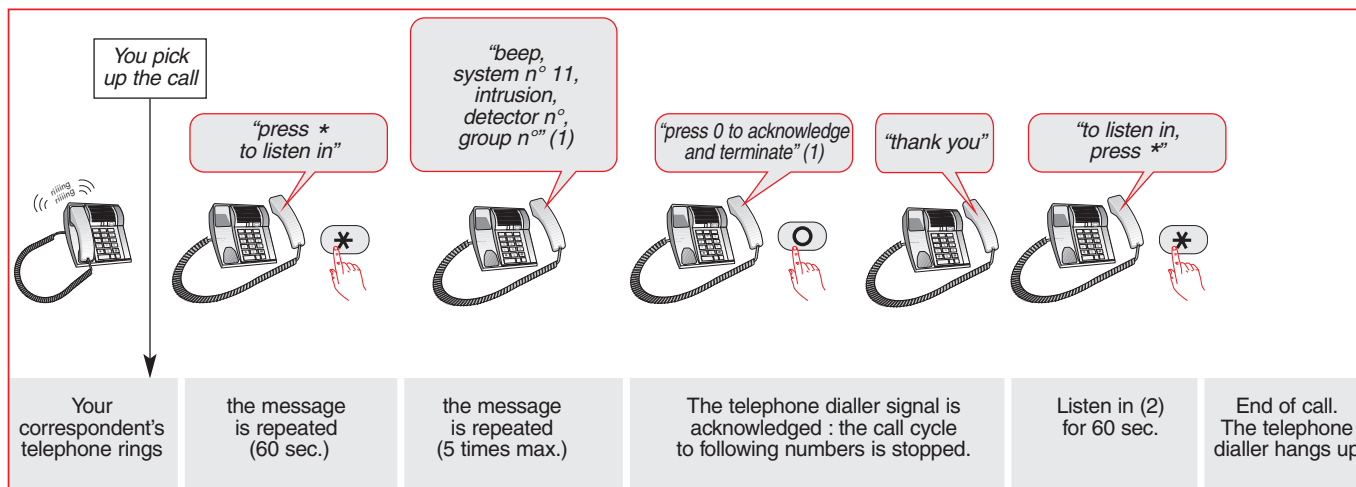 You pick
up the call
riiiing
riiiing
“press *
to listen in”
*
“beep,
system n° 11,
intrusion,
detector n°,
group n°” (1)
“press 0 to acknowledge
and terminate” (1)
O
“thank you”
“to listen in,
press *”
*
Your
correspondent’s
telephone rings
the message
is repeated
(60 sec.)
the message
is repeated
(5 times max.)
The telephone dialler signal is
acknowledged : the call cycle
to following numbers is stopped.
Listen in (2)
for 60 sec.
End of call.
The telephone
dialler hangs up